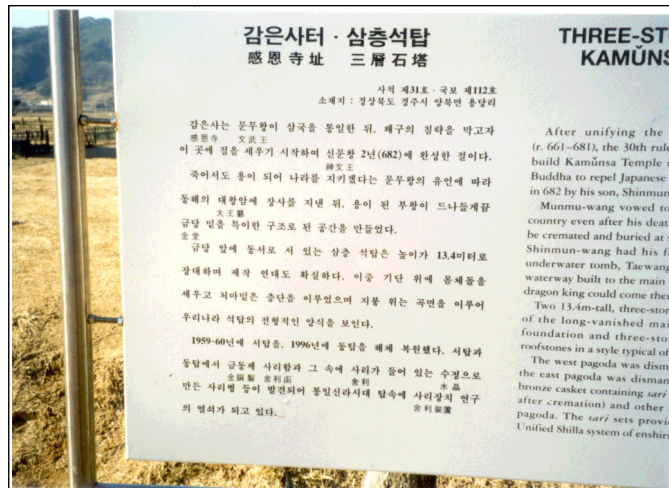 감은사터 · 삼층석탑
感恩寺址 三層石塔
사적 제31호 · 국보 제112호
소재지 : 경상북도 경주시 양북면 용당리
감은사는 문무왕이 삼국을 통일한 뒤, 왜구의 침략을 막고자
感恩寺 文武王
이 곳에 절을 세우기 시작하여 신문왕 2년(682)에 완성한 절이다.
神文王
죽어서도 용이 되어 나라를 지키겠다는 문무왕의 유언에 따라
동해의 대왕암에 장사를 지낸 뒤, 용이 된 부왕이 드나들게끔
大王巖
금당 밑을 특이한 구조로 된 공간을 만들었다.
金堂
금당 앞에 동서로 서 있는 삼층 석탑은 높이가 13.4미터로
장대하며 제작 연대도 확실하다. 이중 기단 위에 몸체돌을
세우고 처마밑은 층단을 이루었으며 지붕 위는 곡면을 이루어
우리나라 석탑의 전형적인 양식을 보인다.
1959-60년에 서탑을, 1996년에 동탑을 해체 복원했다. 서탑과
동탑에서 금동제 사리함과 그 속에 사리가 들어 있는 수정으로
金銅製 舍利函 舍利 水晶
만든 사리병 등이 발견되어 통일신라시대 탑속에 사리장치 연구
舍利裝置
의 열쇠가 되고 있다.
THREE-ST
KAMŬNS
After unifying the
(r. 661~681), the 30th rule
build Kamŭnsa Temple
Buddha to repel Japanese
in 682 by his son, Shinmun
Munmu-wang vowed to
country even after his deat
be cremated and buried at
Shinmun-wang had his f
underwater tomb, Taewang
waterway built to the main
dragon king could come the
Two 13.4m-tall, three-stor
of the long-vanished ma
foundation and three-sto
roofstones in a style typical o
The west pagoda was dism
the east pagoda was disman
bronze casket containing sari
after cremation) and other
pagoda. The sari sets provi
Unified Shilla system of enshri